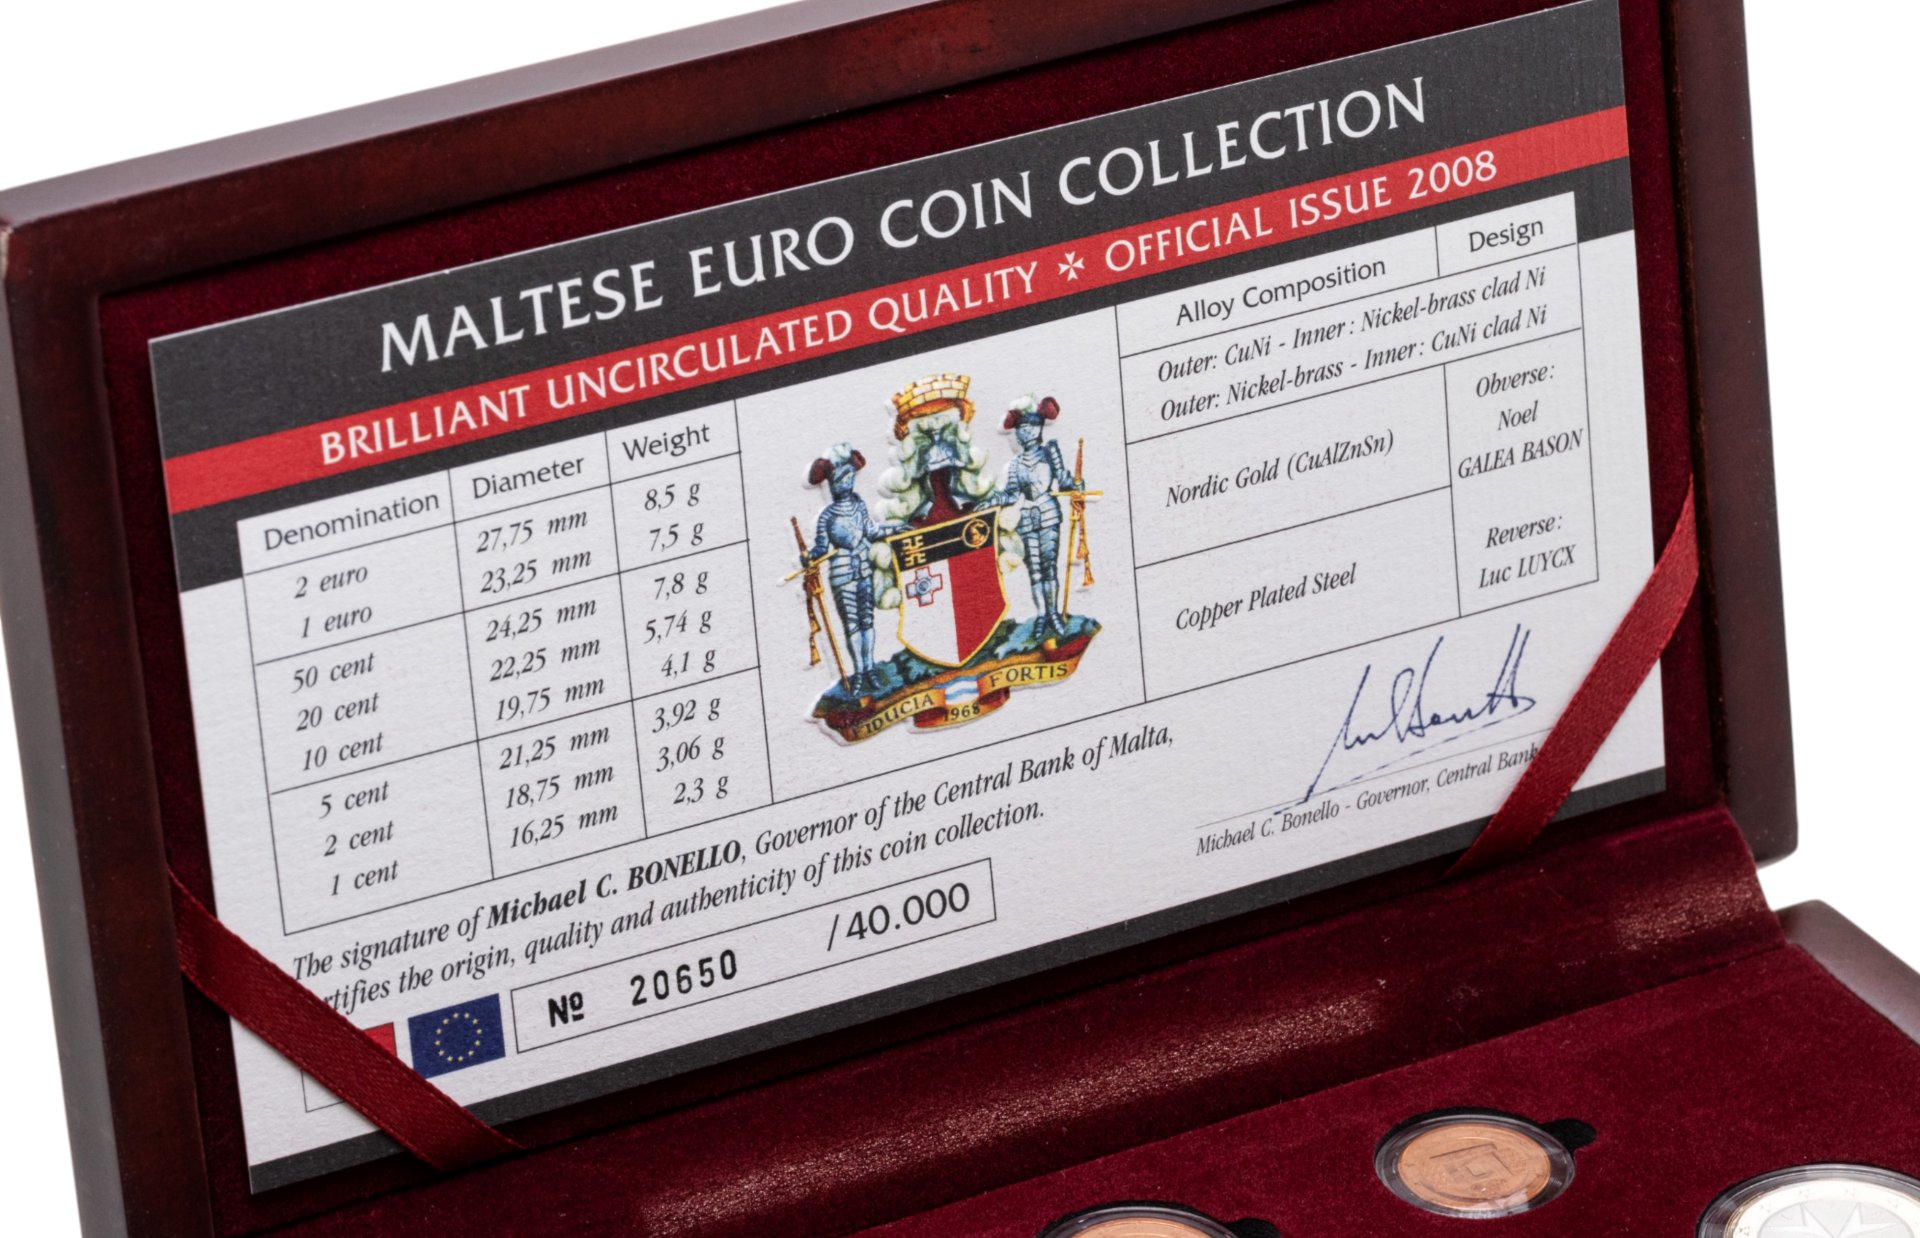 MALTESE EURO COIN COLLECTION
BRILLIANT UNCIRCULATED QUALITY OFFICIAL ISSUE 2008
Denomination Diameter Weight Alloy Composition Design
2 euro 27,75 mm 8,5 g Outer: CuNi - Inner: Nickel-brass clad Ni
1 euro 23,25 mm 7,5 g Outer: Nickel-brass - Inner: CuNi clad Ni
50 cent 24,25 mm 7,8 g
20 cent 22,25 mm 5,74 g Nordic Gold (CuAlZnSn)
10 cent 19,75 mm 4,1 g
5 cent 21,25 mm 3,92 g
2 cent 18,75 mm 3,06 g Copper Plated Steel
1 cent 16,25 mm 2,3 g
Obverse:
Noel
GALEA BASON
Reverse:
Luc LUYCX
FIDUCIA 1968 FORTIS
The signature of Michael C. BONELLO, Governor of the Central Bank of Malta,
rtifies the origin, quality and authenticity of this coin collection.
Michael C. Bonello - Governor, Central Bank
Nº 20650 /40.000